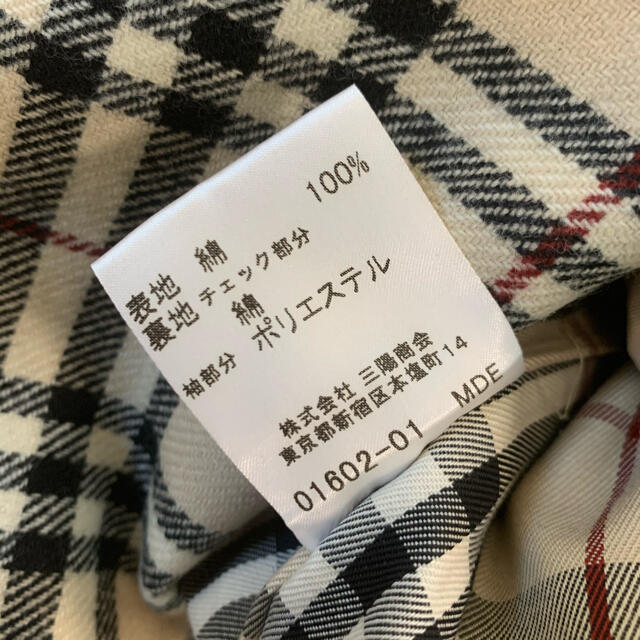 表地 綿 100%
裏地 チェック部分
綿
袖部分 ポリエステル
株式会社 三陽商会
東京都新宿区本塩町14
01602-01 MDE